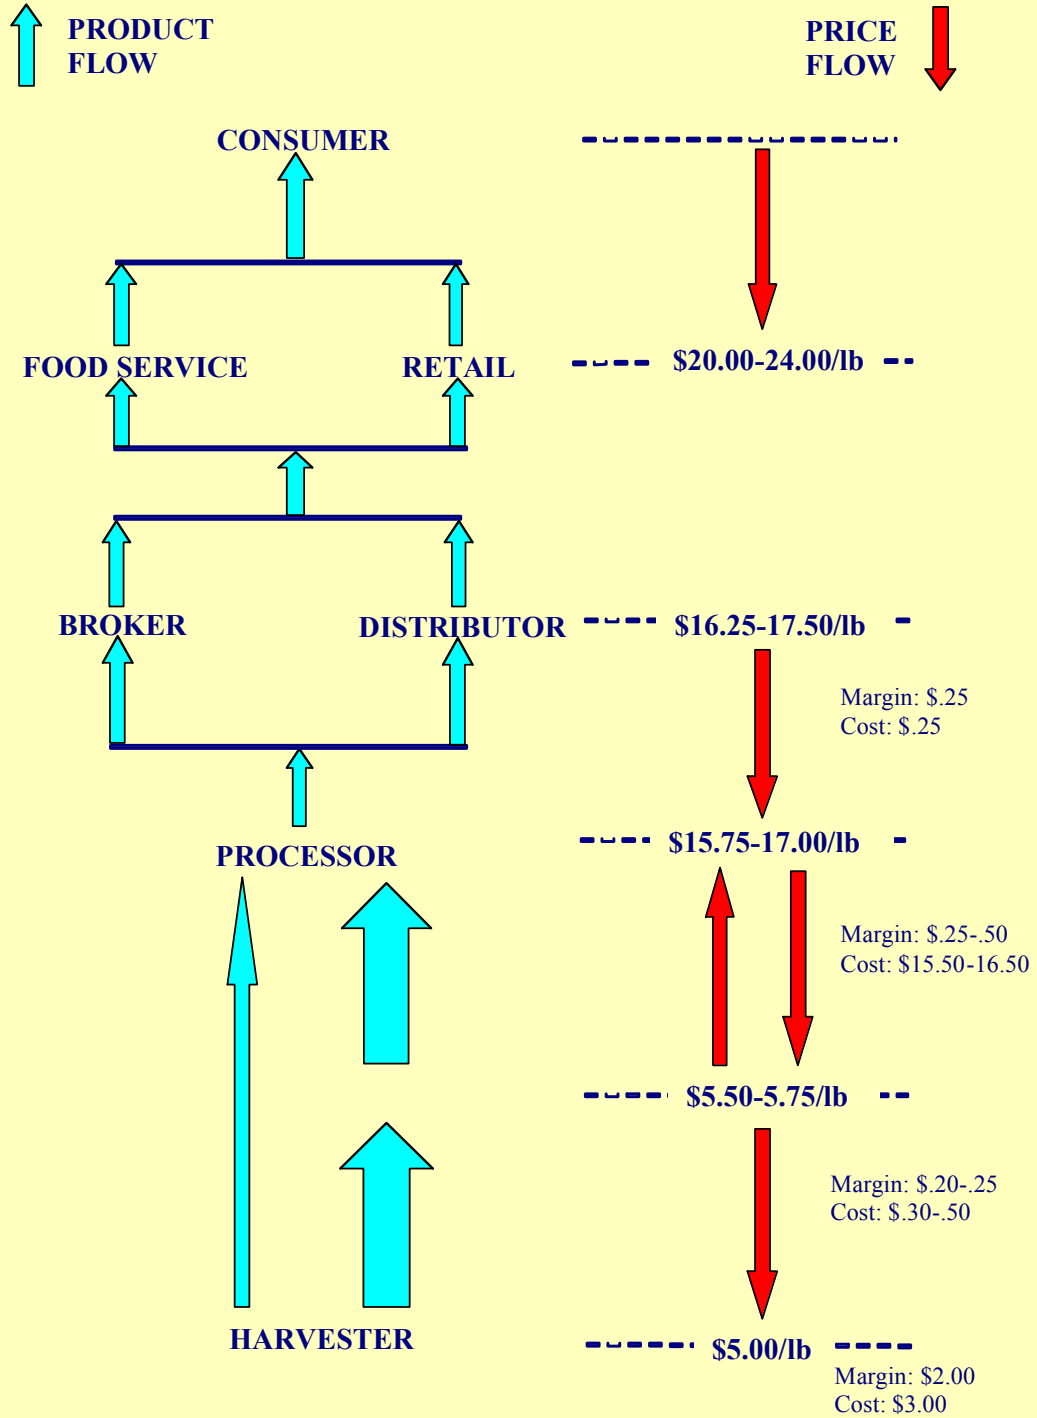 PRODUCT
FLOW
PRICE
FLOW
CONSUMER
FOOD SERVICE
RETAIL
$20.00-24.00/lb
BROKER
DISTRIBUTOR
$16.25-17.50/lb
Margin: $.25
Cost: $.25
PROCESSOR
$15.75-17.00/lb
Margin: $.25-.50
Cost: $15.50-16.50
$5.50-5.75/lb
Margin: $.20-.25
Cost: $.30-.50
HARVESTER
$5.00/lb
Margin: $2.00
Cost: $3.00